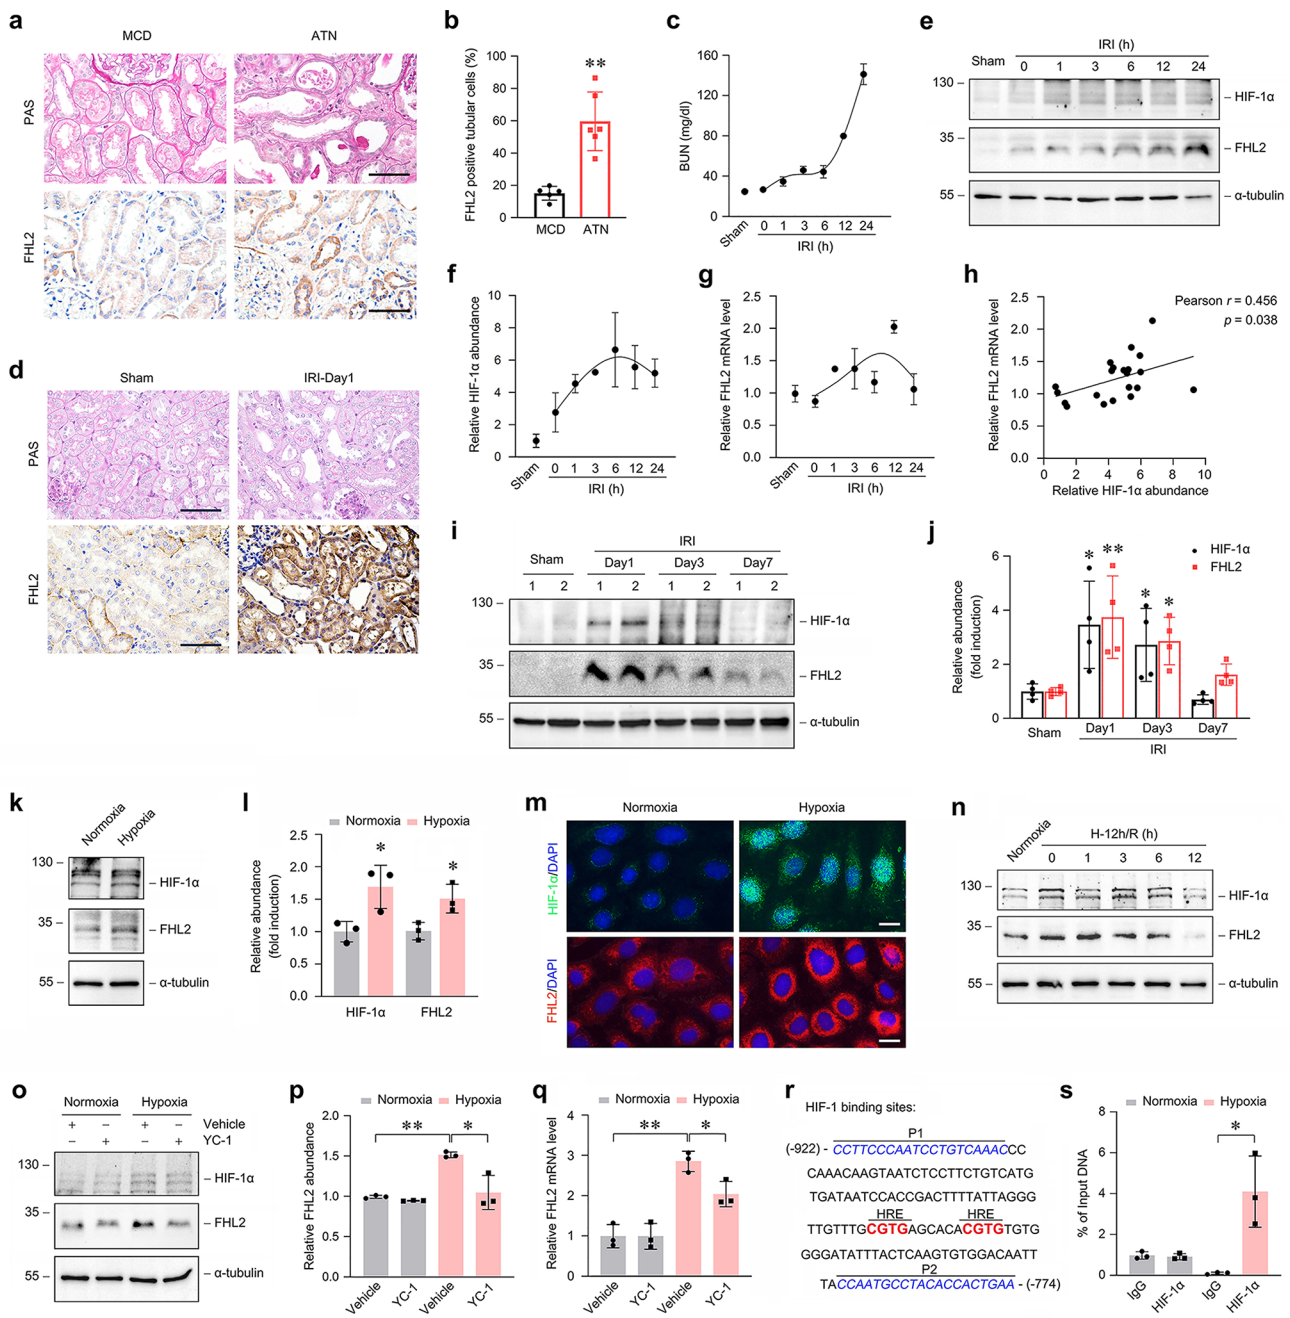 a
MCD
ATN
PAS
FHL2
b
FHL2 positive tubular cells (%)
100
80
60
40
20
0
**
MCD
ATN
c
BUN (mg/dl)
160
120
80
40
0
Sham
0 1 3 6 12 24
IRI (h)
e
IRI (h)
Sham 0 1 3 6 12 24
130 –
– HIF-1α
35 –
– FHL2
55 –
– α-tubulin
d
Sham
IRI-Day1
PAS
FHL2
f
Relative HIF-1α abundance
10
8
6
4
2
0
Sham
0 1 3 6 12 24
IRI (h)
g
Relative FHL2 mRNA level
2.5
2.0
1.5
1.0
0.5
0.0
Sham
0 1 3 6 12 24
IRI (h)
h
Relative FHL2 mRNA level
2.5
2.0
1.5
1.0
0.5
0.0
Pearson r = 0.456
p = 0.038
0 2 4 6 8 10
Relative HIF-1α abundance
i
IRI
Sham Day1 Day3 Day7
1 2 1 2 1 2 1 2
130 –
– HIF-1α
35 –
– FHL2
55 –
– α-tubulin
j
Relative abundance
(fold induction)
6
4
2
0
* ** * *
HIF-1α
FHL2
Sham Day1 Day3 Day7
IRI
k
Normoxia
Hypoxia
130 –
– HIF-1α
35 –
– FHL2
55 –
– α-tubulin
l
Normoxia Hypoxia
Relative abundance
(fold induction)
2.5
2.0
1.5
1.0
0.5
0.0
* *
HIF-1α FHL2
m
Normoxia
Hypoxia
HIF-1α/DAPI
FHL2/DAPI
n
Normoxia
H-12h/R (h)
0 1 3 6 12
130 –
– HIF-1α
35 –
– FHL2
55 –
– α-tubulin
o
Normoxia Hypoxia
+ – + – Vehicle
– + – + YC-1
130 –
– HIF-1α
35 –
– FHL2
55 –
– α-tubulin
p
Normoxia Hypoxia
Relative FHL2 abundance
2.0
1.5
1.0
0.5
0.0
** *
Vehicle YC-1 Vehicle YC-1
q
Normoxia Hypoxia
Relative FHL2 mRNA level
4
3
2
1
0
** *
Vehicle YC-1 Vehicle YC-1
r
HIF-1 binding sites:
P1
(-922) - CCTTCCCAATCCTGTCAAACCC
CAAACAAGTAATCTCCTTCTGTCATG
TGATAATCCACCGACTTTTATTAGGG
HRE HRE
TTGTTTGCGTGAGCACACGTGTGTG
GGGATATTTACTCAAGTGTGGACAATT
P2
TACCAATGCCTACACCACTGAA - (-774)
s
Normoxia Hypoxia
% of Input DNA
8
6
4
2
0
*
IgG HIF-1α IgG HIF-1α